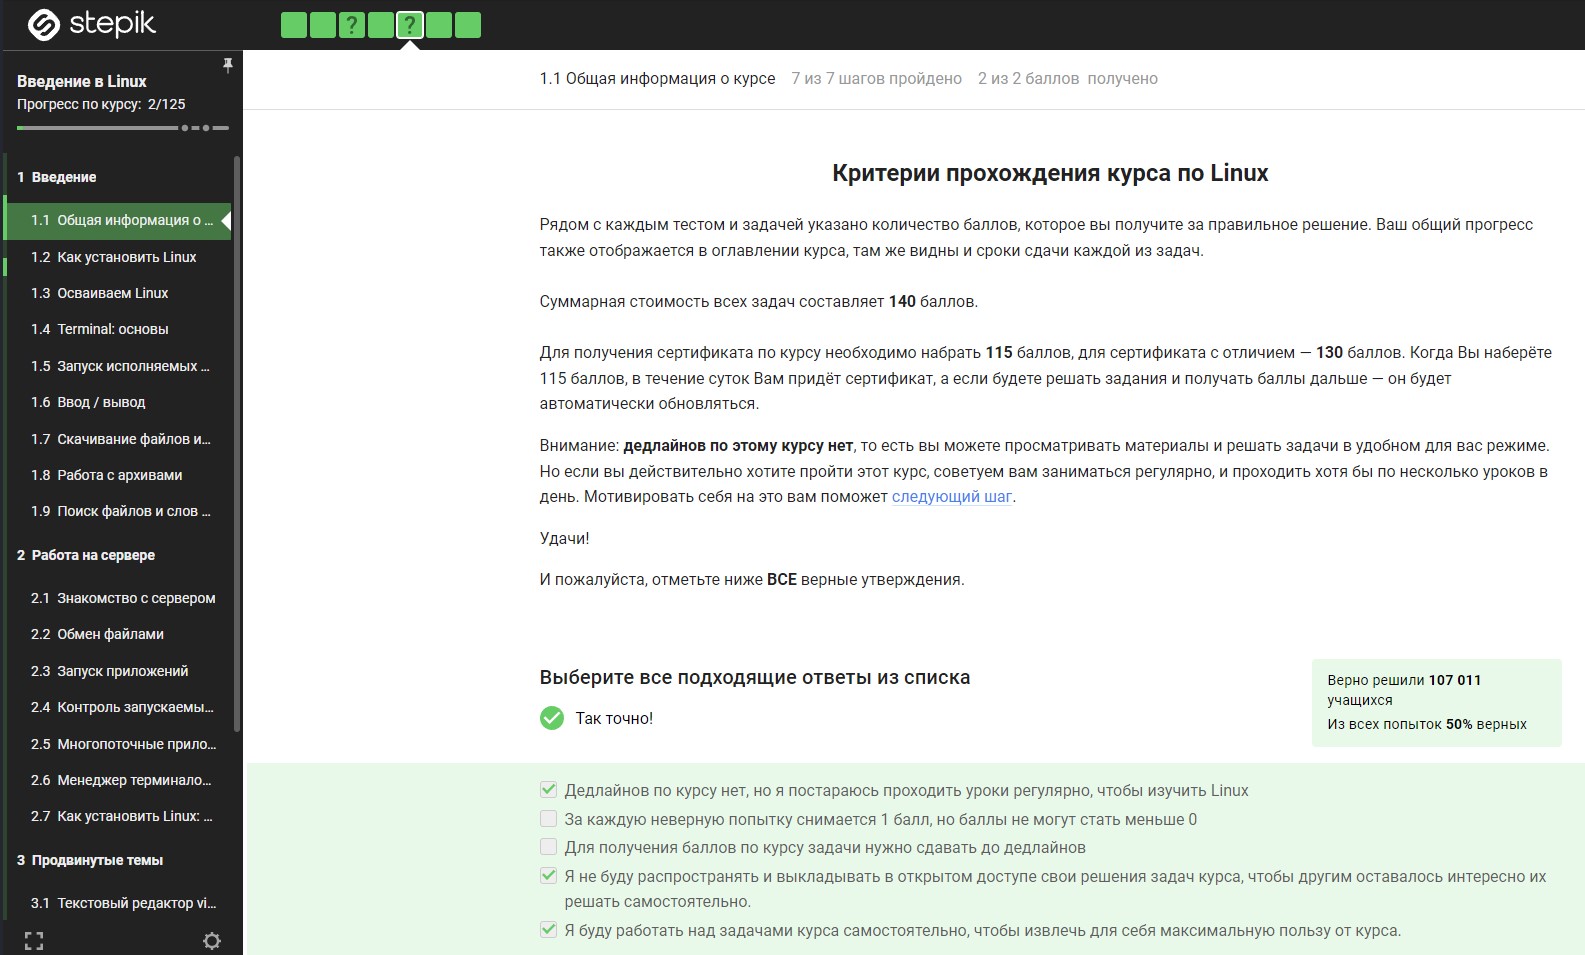 stepik
?
?
Введение в Linux
Прогресс по курсу: 2/125
1 Введение
1.1 Общая информация о ...
1.2 Как установить Linux
1.3 Осваиваем Linux
1.4 Terminal: основы
1.5 Запуск исполняемых ...
1.6 Ввод / вывод
1.7 Скачивание файлов и...
1.8 Работа с архивами
1.9 Поиск файлов и слов ...
2 Работа на сервере
2.1 Знакомство с сервером
2.2 Обмен файлами
2.3 Запуск приложений
2.4 Контроль запускаемы...
2.5 Многопоточные прило...
2.6 Менеджер терминало...
2.7 Как установить Linux: ...
3 Продвинутые темы
3.1 Текстовый редактор vi...
1.1 Общая информация о курсе 7 из 7 шагов пройдено 2 из 2 баллов получено
Критерии прохождения курса по Linux
Рядом с каждым тестом и задачей указано количество баллов, которое вы получите за правильное решение. Ваш общий прогресс
также отображается в оглавлении курса, там же видны и сроки сдачи каждой из задач.
Суммарная стоимость всех задач составляет 140 баллов.
Для получения сертификата по курсу необходимо набрать 115 баллов, для сертификата с отличием — 130 баллов. Когда Вы наберёте
115 баллов, в течение суток Вам придёт сертификат, а если будете решать задания и получать баллы дальше — он будет
автоматически обновляться.
Внимание: дедлайнов по этому курсу нет, то есть вы можете просматривать материалы и решать задачи в удобном для вас режиме.
Но если вы действительно хотите пройти этот курс, советуем вам заниматься регулярно, и проходить хотя бы по несколько уроков в
день. Мотивировать себя на это вам поможет следующий шаг.
Удачи!
И пожалуйста, отметьте ниже ВСЕ верные утверждения.
Выберите все подходящие ответы из списка
Так точно!
Верно решили 107 011
учащихся
Из всех попыток 50% верных
Дедлайнов по курсу нет, но я постараюсь проходить уроки регулярно, чтобы изучить Linux
За каждую неверную попытку снимается 1 балл, но баллы не могут стать меньше 0
Для получения баллов по курсу задачи нужно сдавать до дедлайнов
Я не буду распространять и выкладывать в открытом доступе свои решения задач курса, чтобы другим оставалось интересно их
решать самостоятельно.
Я буду работать над задачами курса самостоятельно, чтобы извлечь для себя максимальную пользу от курса.